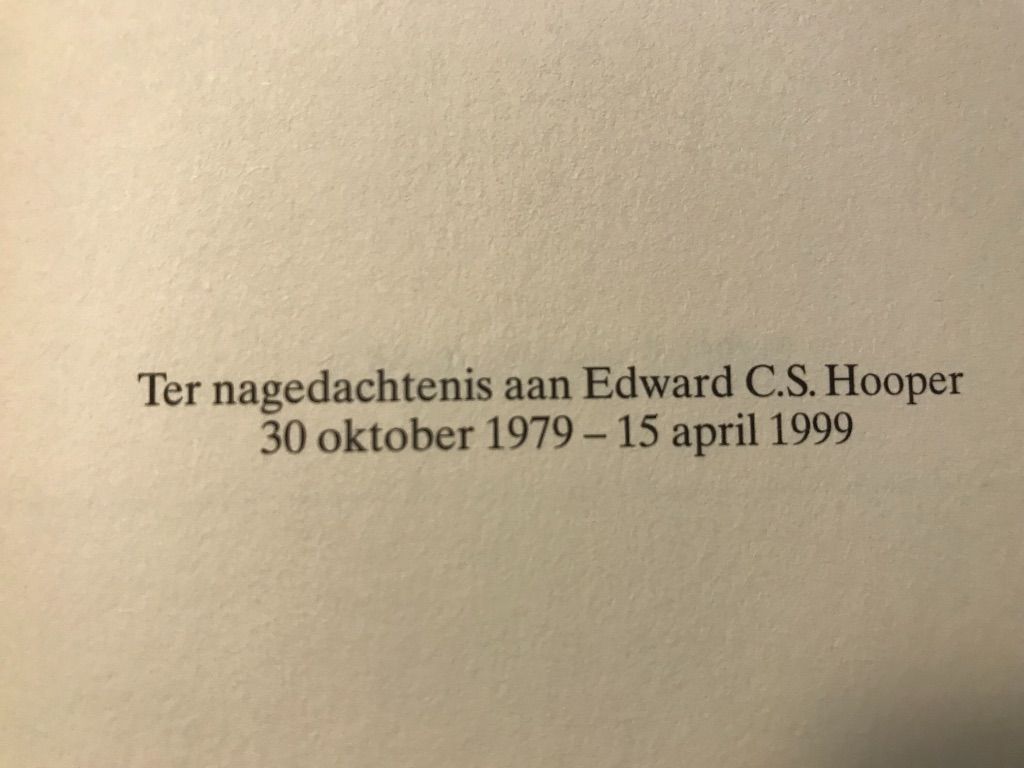 Ter nagedachtenis aan Edward C.S. Hooper
30 oktober 1979 – 15 april 1999